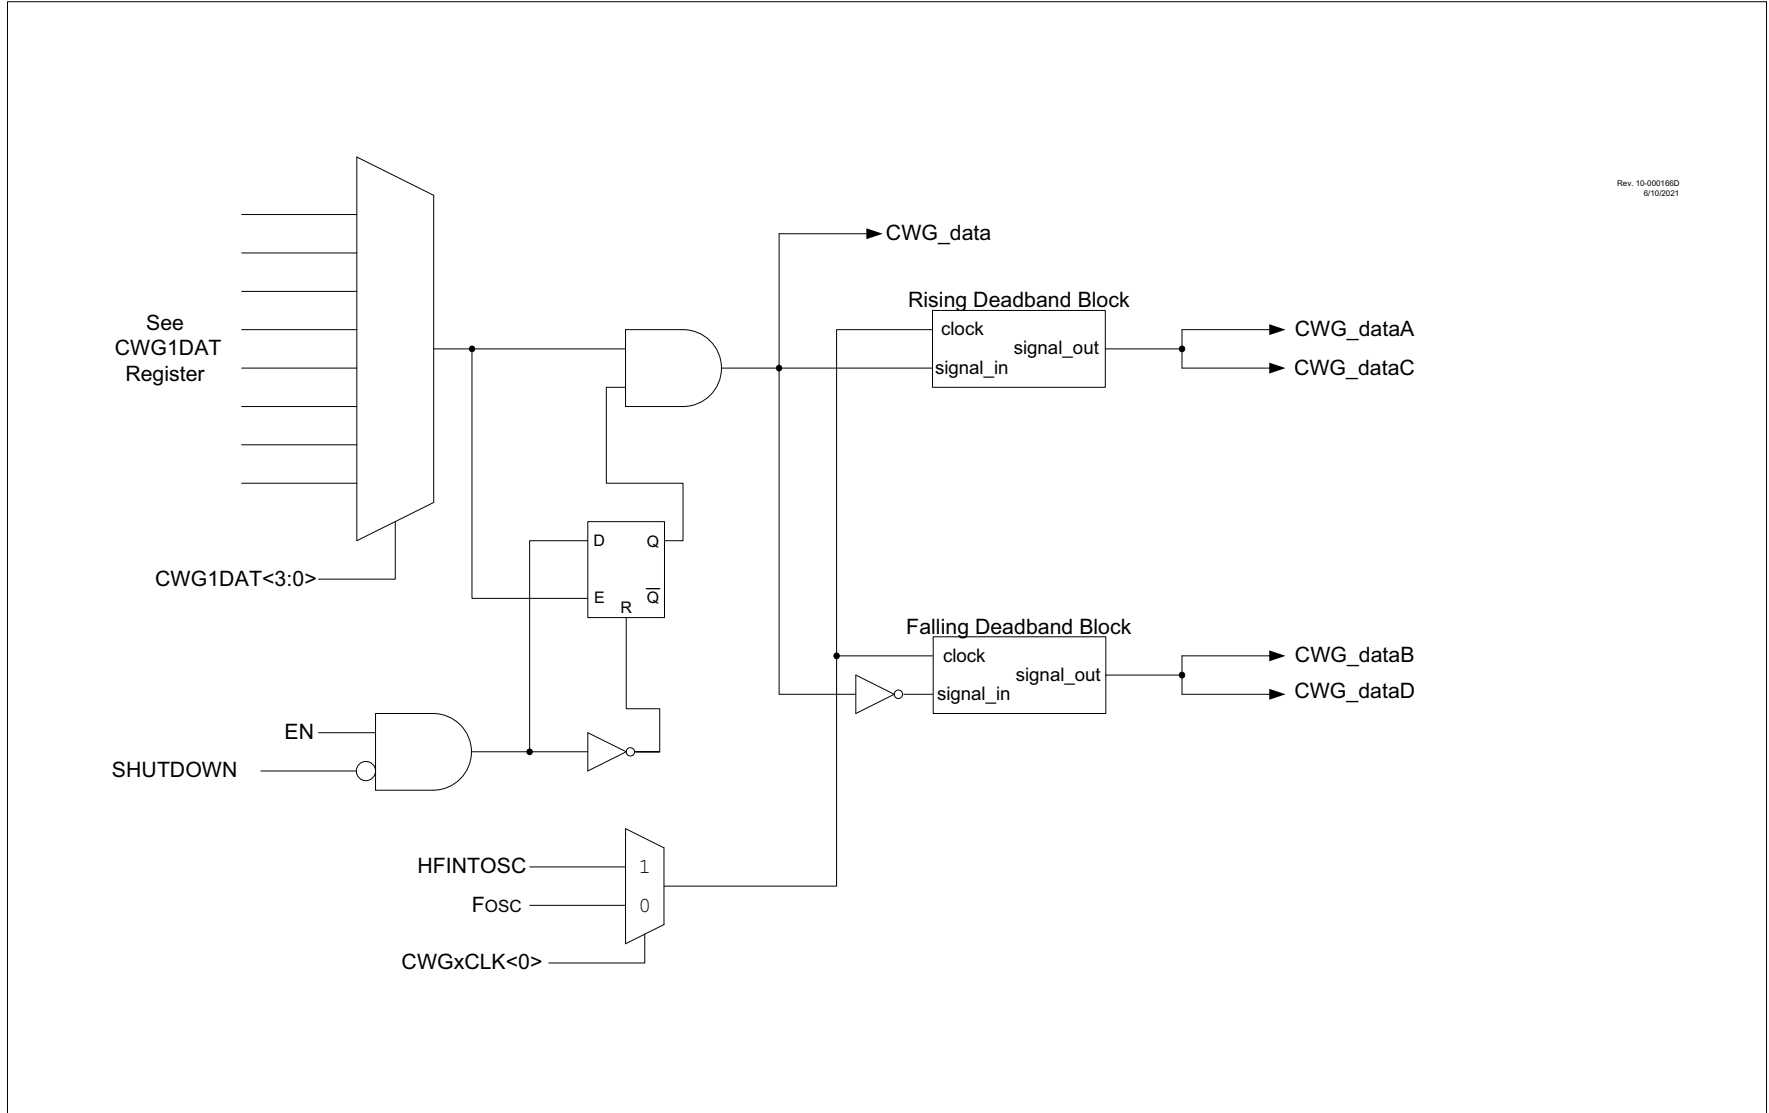 Rev. 10-000166D
6/10/2021
CWG_data
Rising Deadband Block
clock
signal_out
signal_in
CWG_dataA
CWG_dataC
See
CWG1DAT
Register
D
Q
E
R
Q
CWG1DAT<3:0>
Falling Deadband Block
clock
signal_out
signal_in
CWG_dataB
CWG_dataD
EN
SHUTDOWN
HFINTOSC
1
FOSC
0
CWGxCLK<0>